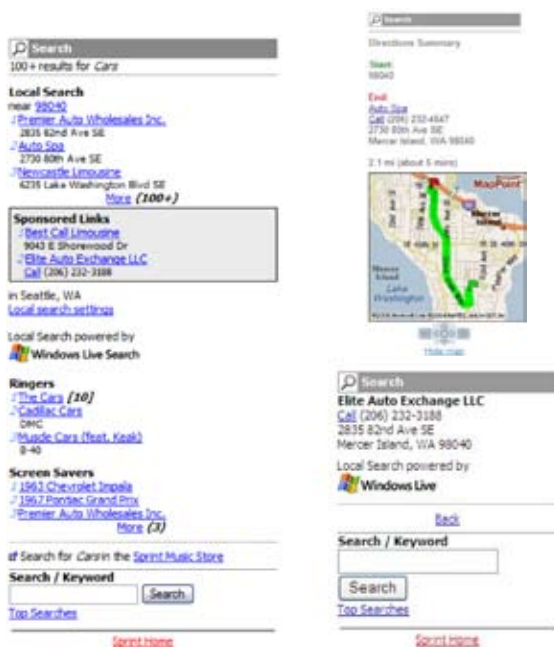 Search
100+ results for Cars
Local Search
near 98040
Premier Auto Wholesales Inc.
2835 82nd Ave SE
Auto Spa
2730 80th Ave SE
Newcastle Limousine
6235 Lake Washington Blvd SE
More (100+)
Sponsored Links
Best Call Limousine
9043 E Shorewood Dr
Elite Auto Exchange LLC
Call (206) 232-3188
in Seattle, WA
Local search settings
Local Search powered by
Windows Live Search
Ringers
The Cars [10]
Cadillac Cars
DMC
Muscle Cars (feat. Keak)
B-40
Screen Savers
1963 Chevrolet Impala
1967 Pontiac Grand Prix
Premier Auto Wholesales Inc.
More (3)
Search for Cars in the Sprint Music Store
Search / Keyword
Search
Top Searches
Sprint Home
Search
Directions Summary
Start:
98040
End:
Auto Spa
Call (206) 232-4847
2730 80th Ave SE
Mercer Island, WA 98040
2.1 mi (about 5 mins)
MapPoint
Mercer
Island
Lake
Washington
Hide map
Search
Elite Auto Exchange LLC
Call (206) 232-3188
2835 82nd Ave SE
Mercer Island, WA 98040
Local Search powered by
Windows Live
Back
Search / Keyword
Search
Top Searches
Sprint Home